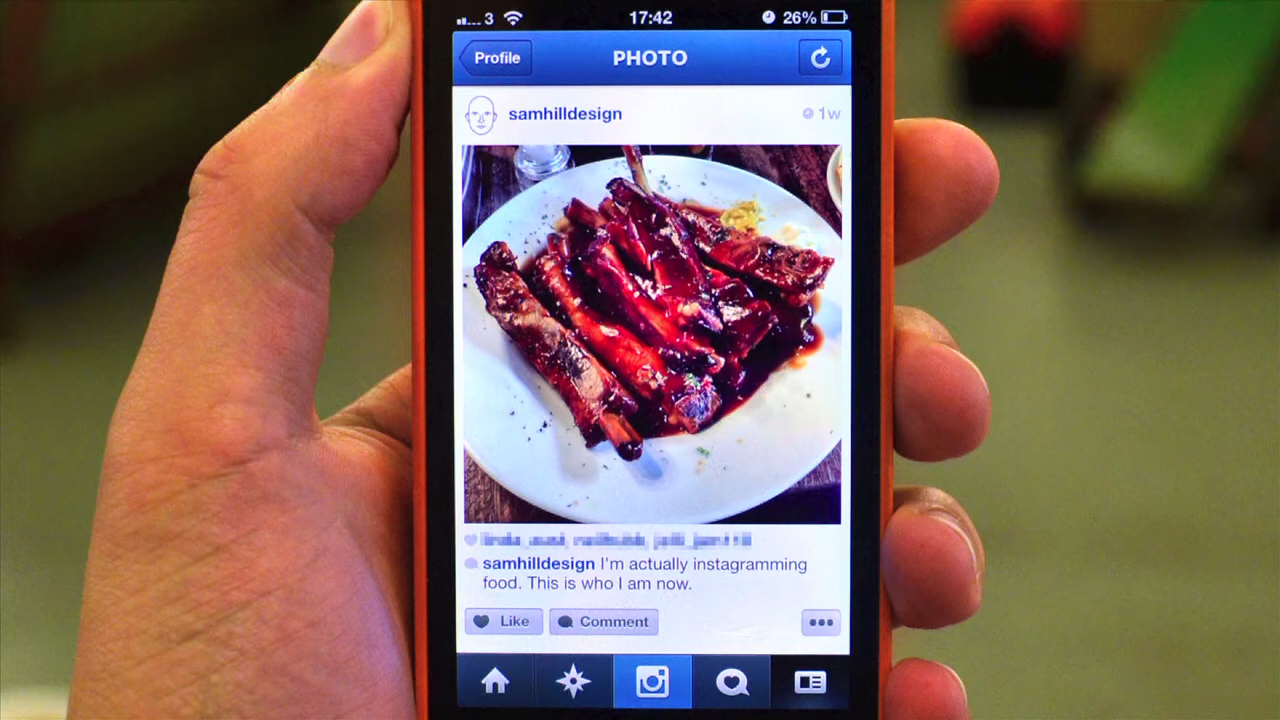 3 17:42 26%
Profile PHOTO
samhilldesign 1w
samhilldesign I'm actually instagramming
food. This is who I am now.
Like Comment